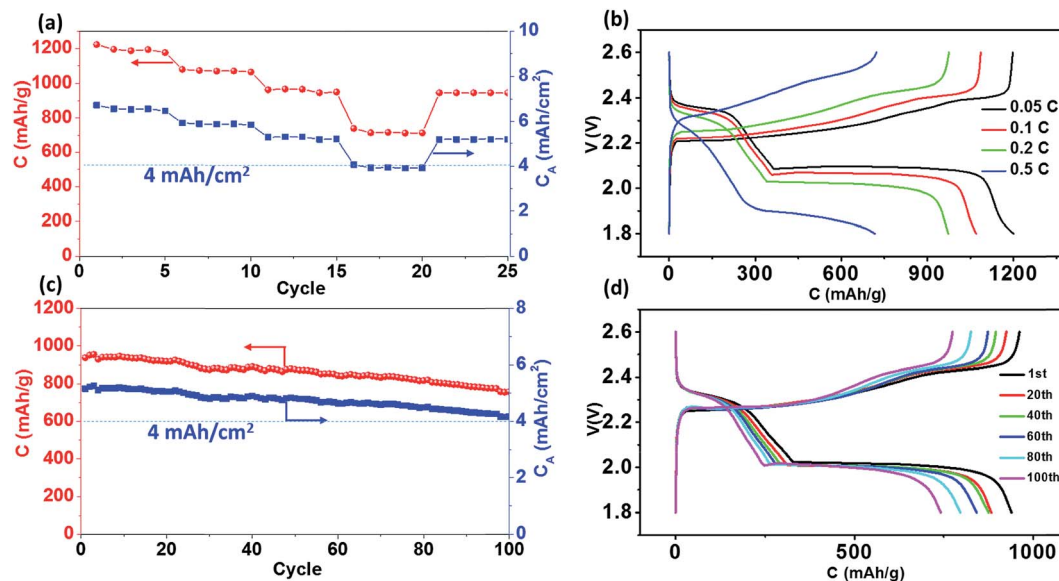 (a)
C (mAh/g)
1200
1000
800
600
400
200
0
4 mAh/cm²
10
8
6
4
2
0
C_A (mAh/cm²)
0 5 10 15 20 25
Cycle
(b)
V(V)
2.6
2.4
2.2
2.0
1.8
0.05 C
0.1 C
0.2 C
0.5 C
0 300 600 900 1200
C (mAh/g)
(c)
C (mAh/g)
1200
1000
800
600
400
200
0
4 mAh/cm²
8
6
4
2
0
C_A (mAh/cm²)
0 20 40 60 80 100
Cycle
(d)
V(V)
2.6
2.4
2.2
2.0
1.8
1st
20th
40th
60th
80th
100th
0 500 1000
C (mAh/g)